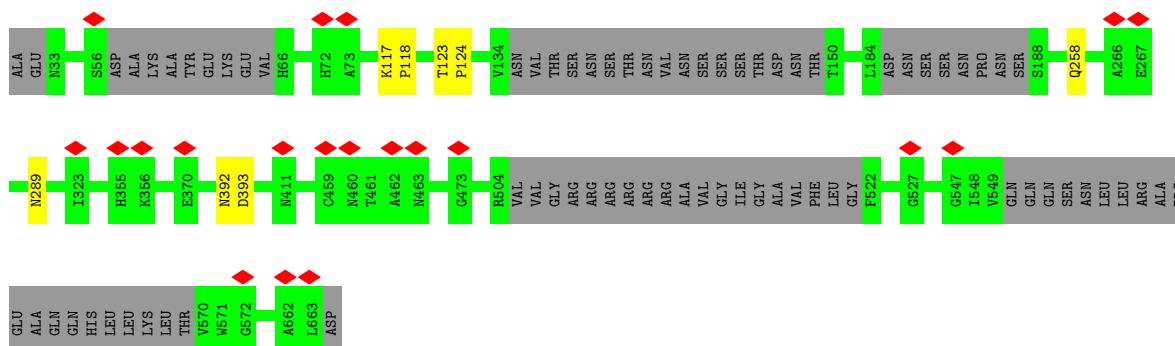 ALA GLU N33 S56 ASP ALA LYS ALA TYR GLU LYS GLU VAL H66 H72 A73 K117 P118 T123 P124 V134 ASN VAL THR SER ASN SER THR ASN VAL ASN SER SER SER THR ASP ASN THR T150 L184 ASP ASN SER SER ASN PRO ASN SER S188 Q258 A266 E267
N289 I323 H355 K356 E370 N392 D393 N411 C459 N460 T461 A462 N463 G473 R504 VAL VAL GLY ARG ARG ARG ARG ARG ALA VAL GLY ILE GLY ALA VAL PHE LEU GLY F522 G527 G547 I548 V549 GLN GLN GLN SER ASN LEU LEU ARG ALA
GLU ALA GLN GLN HIS LEU LEU LYS LEU THR V570 W571 G572 A662 L663 ASP